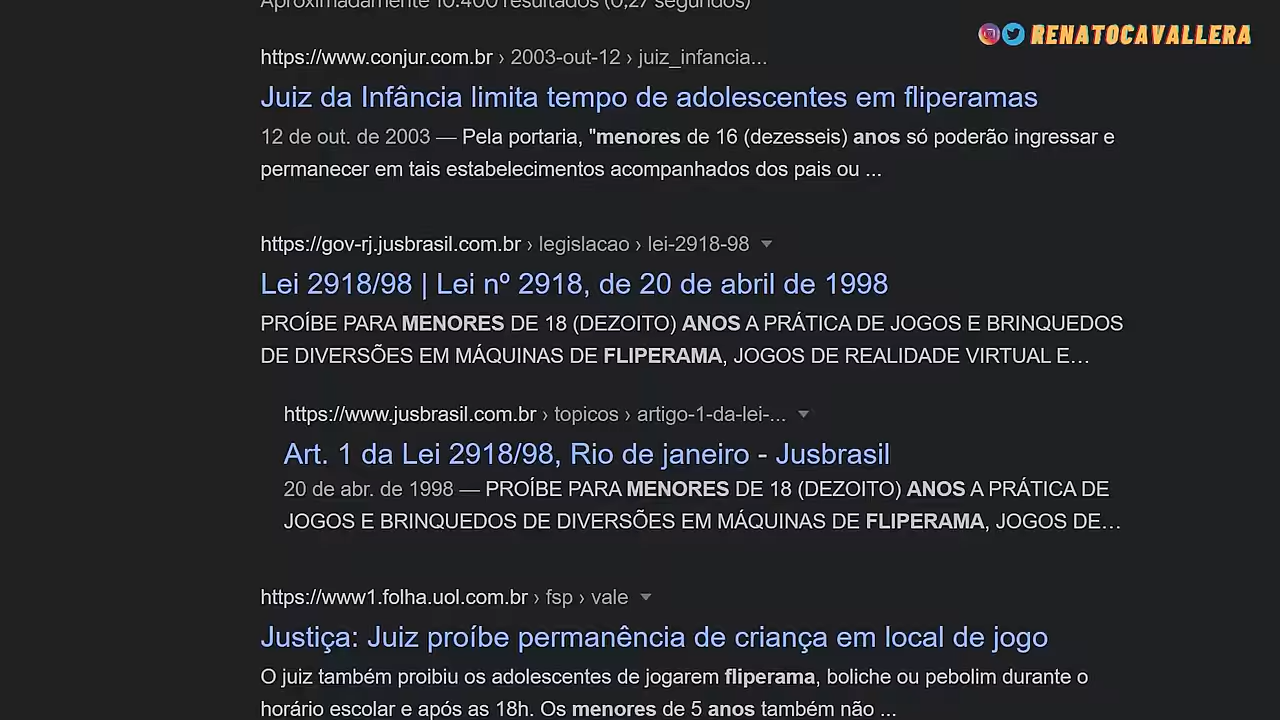 Aproximadamente 10.400 resultados (0,27 segundos)
RENATOCAVALLERA
https://www.conjur.com.br › 2003-out-12 › juiz_infancia...
Juiz da Infância limita tempo de adolescentes em fliperamas
12 de out. de 2003 — Pela portaria, "menores de 16 (dezesseis) anos só poderão ingressar e
permanecer em tais estabelecimentos acompanhados dos pais ou ...
https://gov-rj.jusbrasil.com.br › legislacao › lei-2918-98
Lei 2918/98 | Lei nº 2918, de 20 de abril de 1998
PROÍBE PARA MENORES DE 18 (DEZOITO) ANOS A PRÁTICA DE JOGOS E BRINQUEDOS
DE DIVERSÕES EM MÁQUINAS DE FLIPERAMA, JOGOS DE REALIDADE VIRTUAL E...
https://www.jusbrasil.com.br › topicos › artigo-1-da-lei-...
Art. 1 da Lei 2918/98, Rio de janeiro - Jusbrasil
20 de abr. de 1998 — PROÍBE PARA MENORES DE 18 (DEZOITO) ANOS A PRÁTICA DE
JOGOS E BRINQUEDOS DE DIVERSÕES EM MÁQUINAS DE FLIPERAMA, JOGOS DE...
https://www1.folha.uol.com.br › fsp › vale
Justiça: Juiz proíbe permanência de criança em local de jogo
O juiz também proibiu os adolescentes de jogarem fliperama, boliche ou pebolim durante o
horário escolar e após as 18h. Os menores de 5 anos também não ...